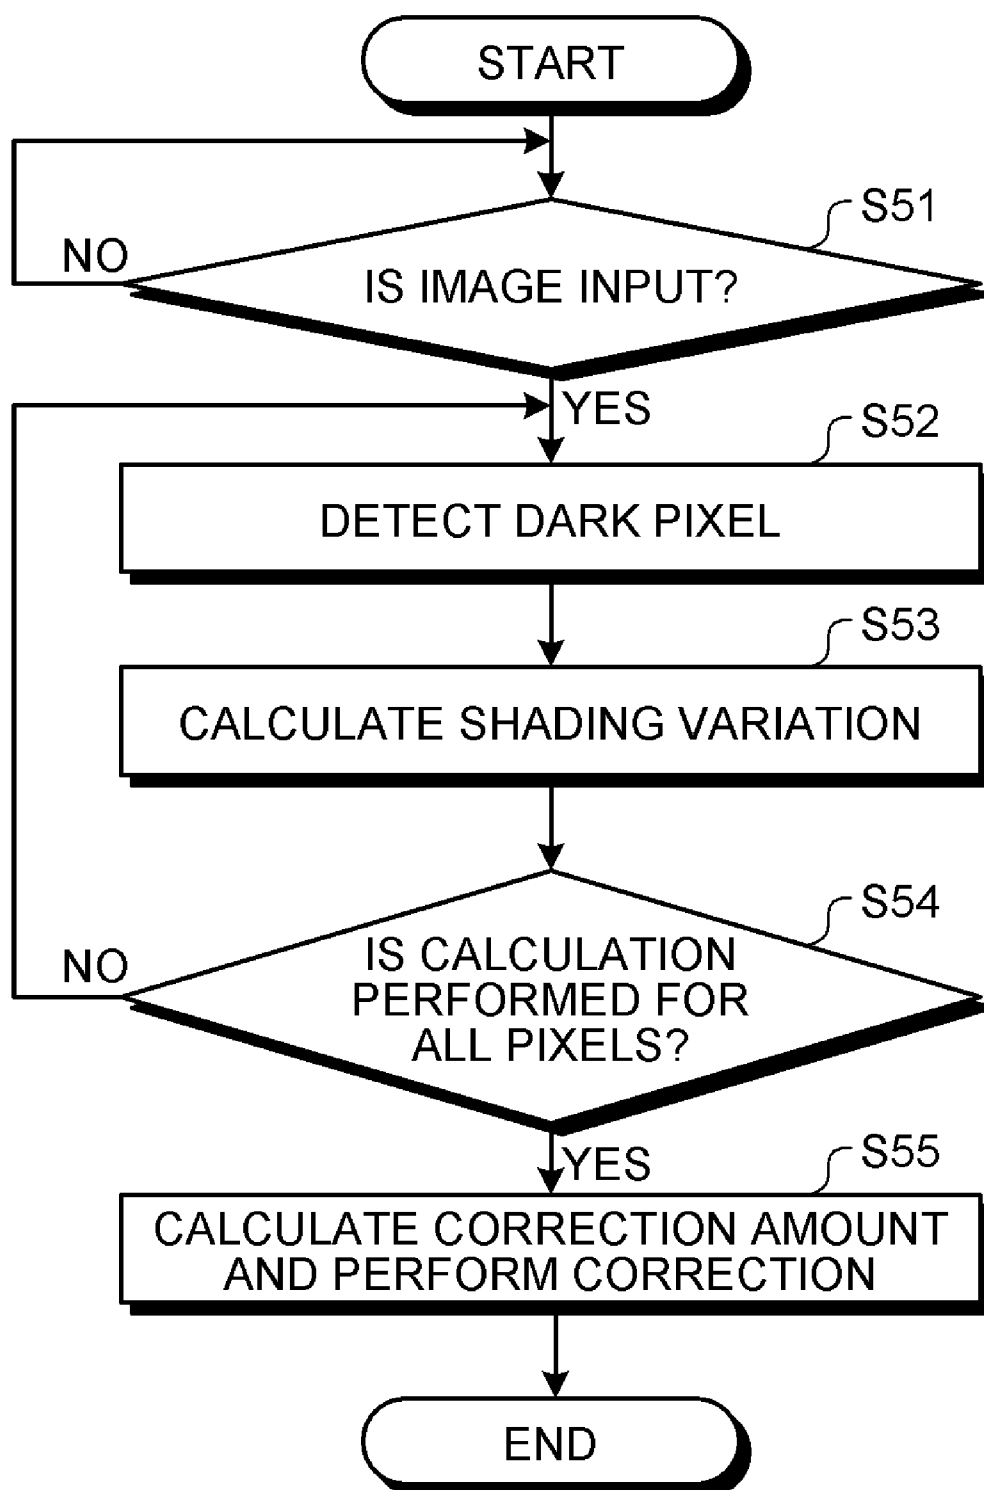 START
S51
NO
IS IMAGE INPUT?
YES
S52
DETECT DARK PIXEL
S53
CALCULATE SHADING VARIATION
S54
NO
IS CALCULATION
PERFORMED FOR
ALL PIXELS?
YES
S55
CALCULATE CORRECTION AMOUNT
AND PERFORM CORRECTION
END